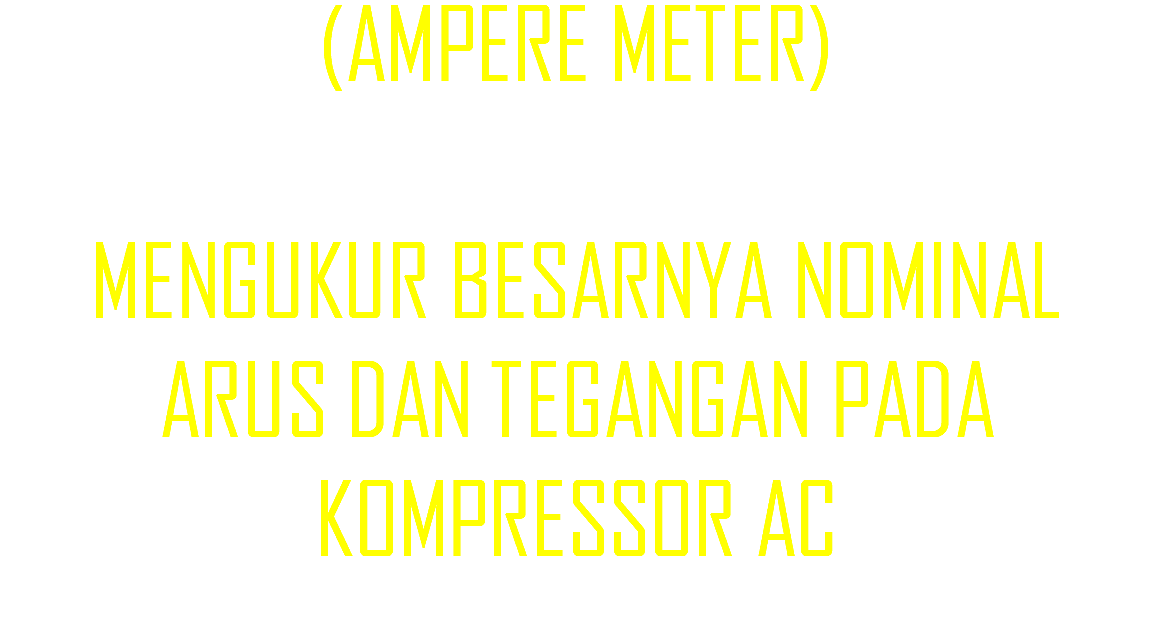 (AMPERE METER)
MENGUKUR BESARNYA NOMINAL
ARUS DAN TEGANGAN PADA
KOMPRESSOR AC